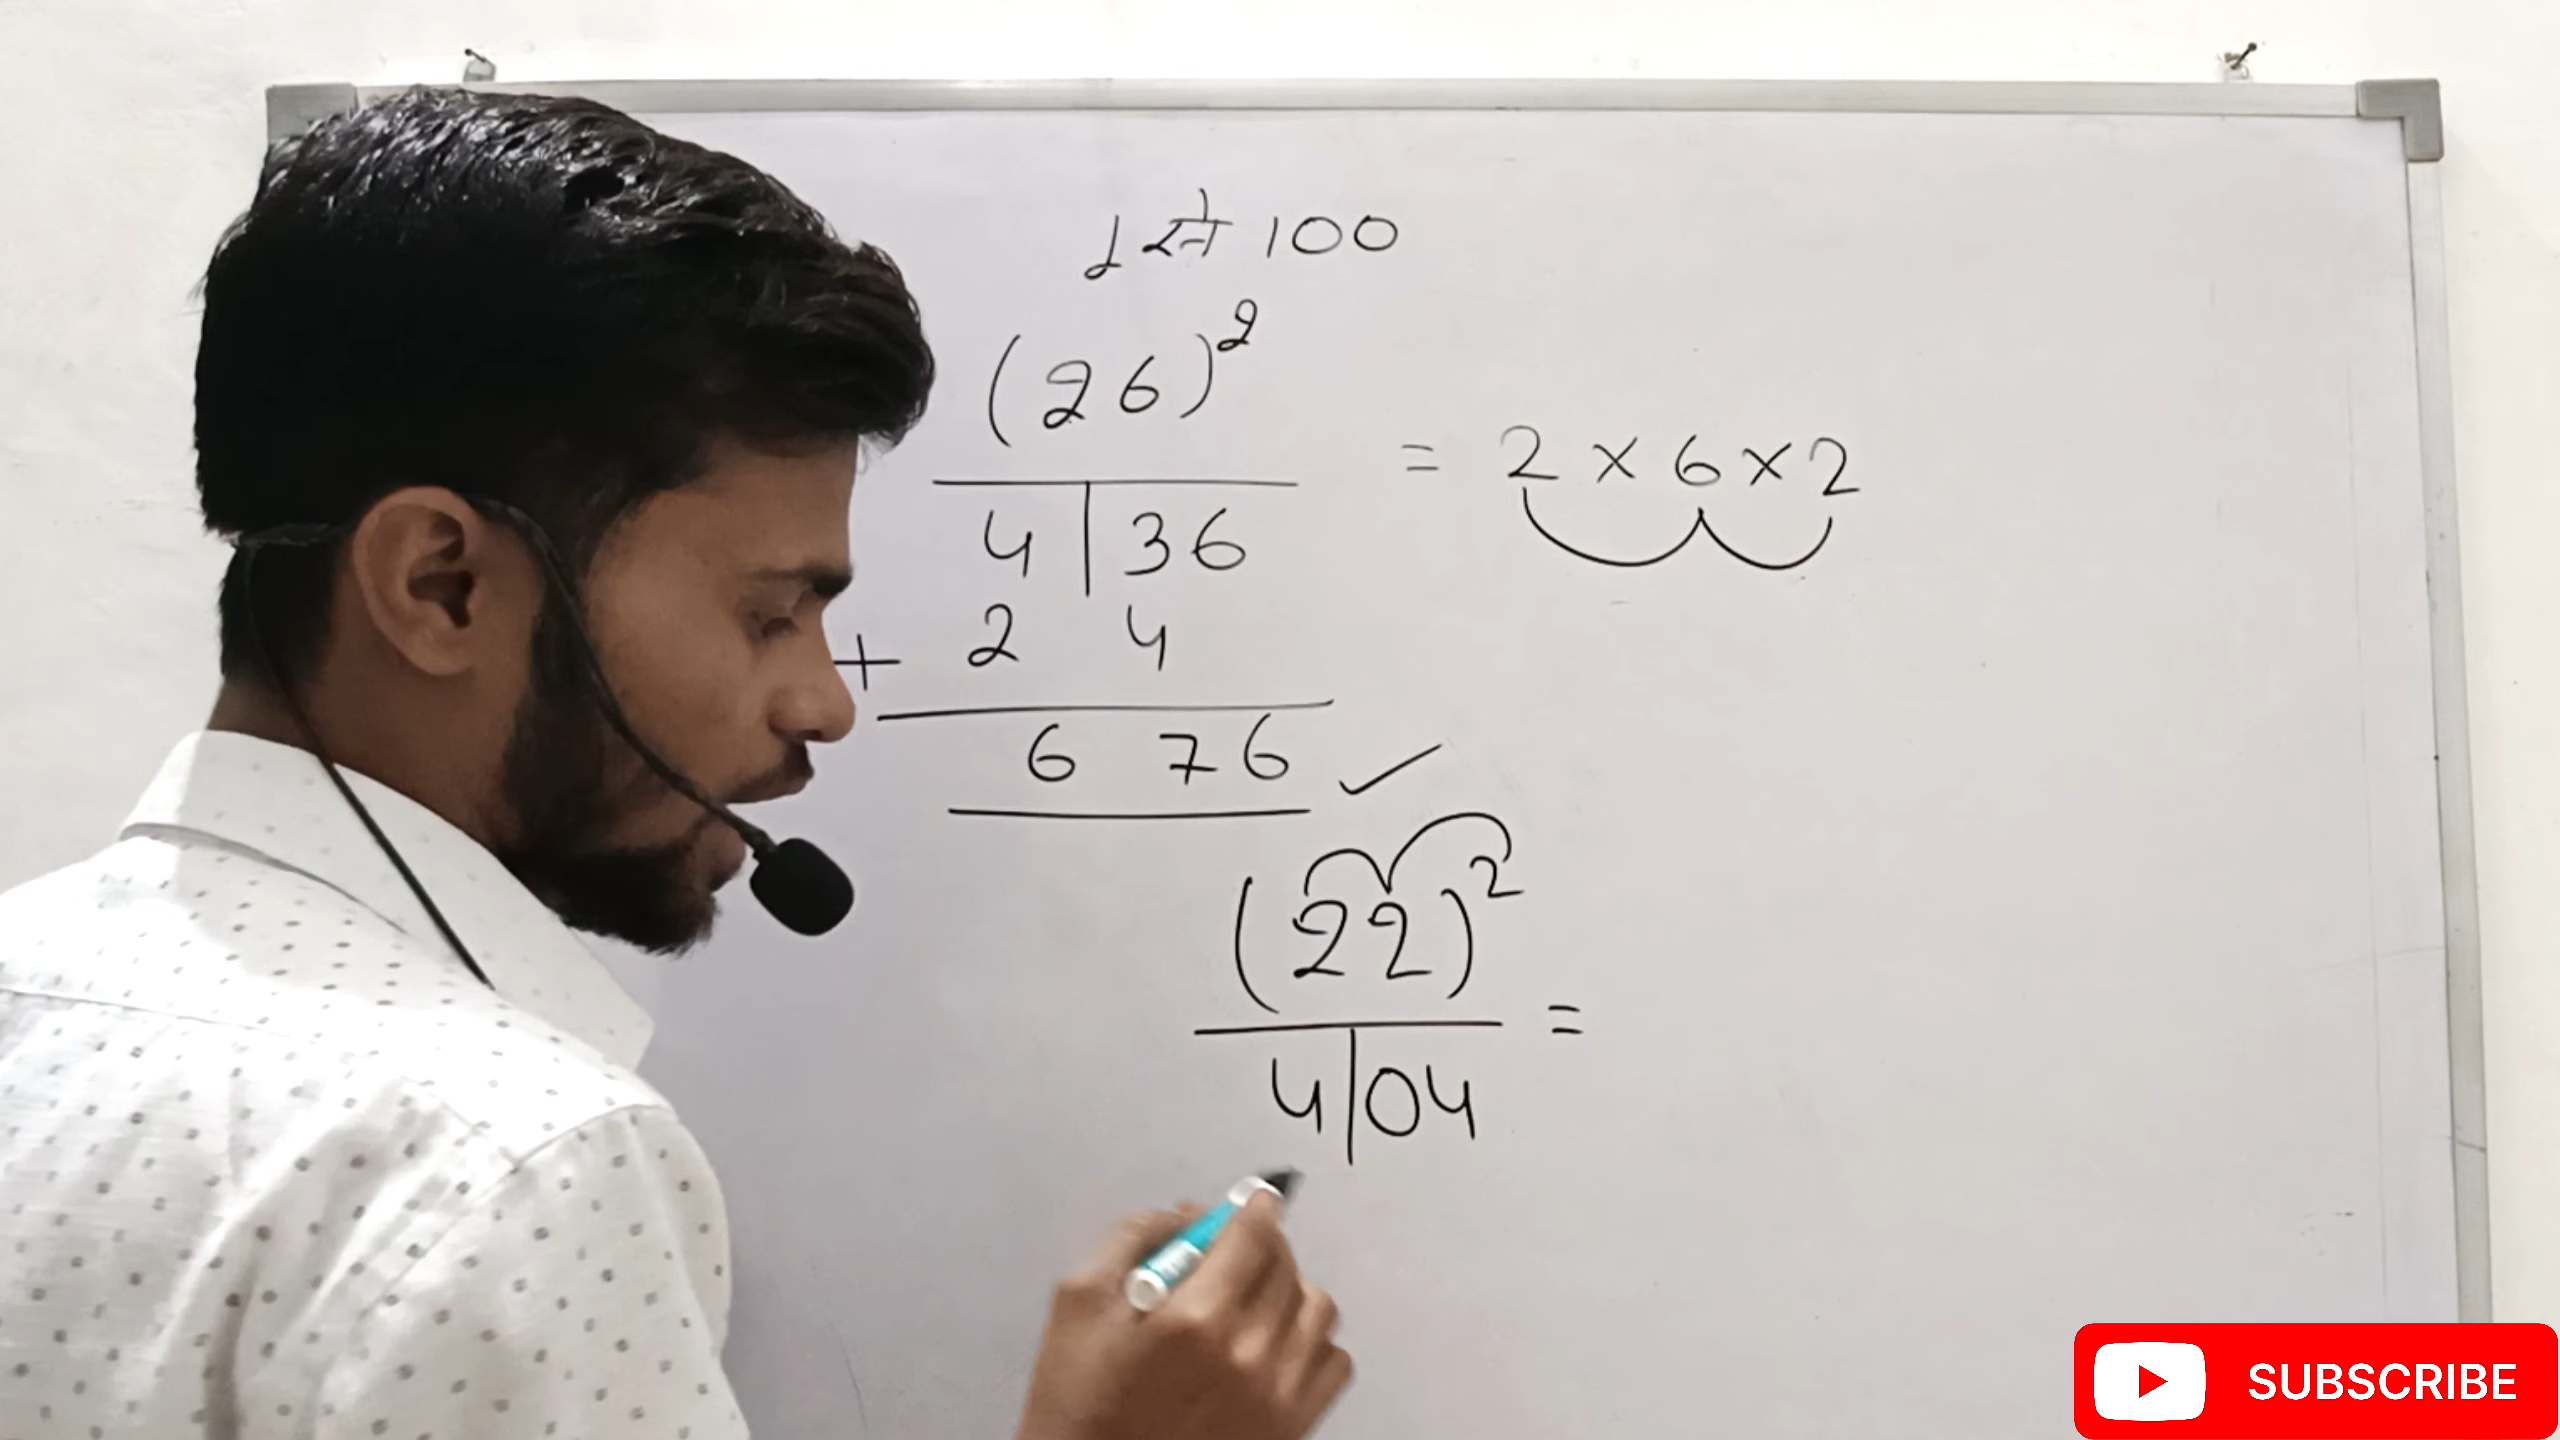 1 से 100
(26)²
4|36
+ 2 4
6 76 ✓
= 2 × 6 × 2
(22)²
4|04 =
SUBSCRIBE